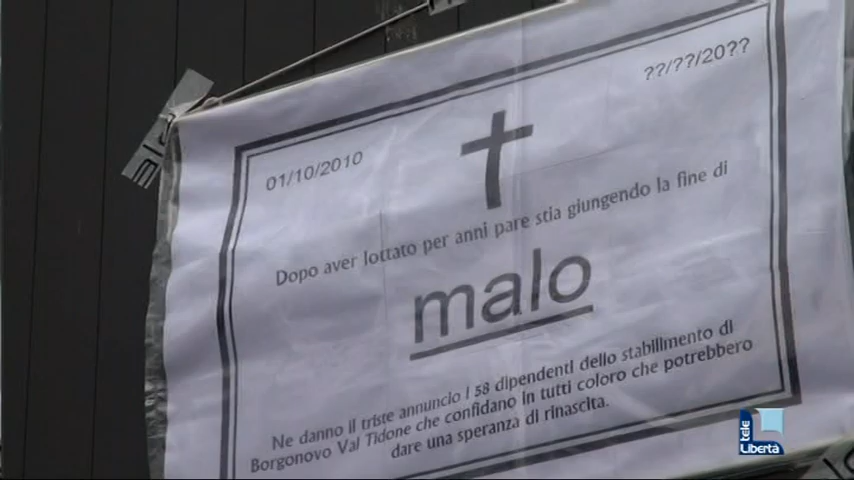 ??/??/20??
01/10/2010
Dopo aver lottato per anni pare stia giungendo la fine di
malo
Ne danno il triste annuncio i 58 dipendenti dello stabilimento di
Borgonovo Val Tidone che confidano in tutti coloro che potrebbero
dare una speranza di rinascita.
tele
Libertà